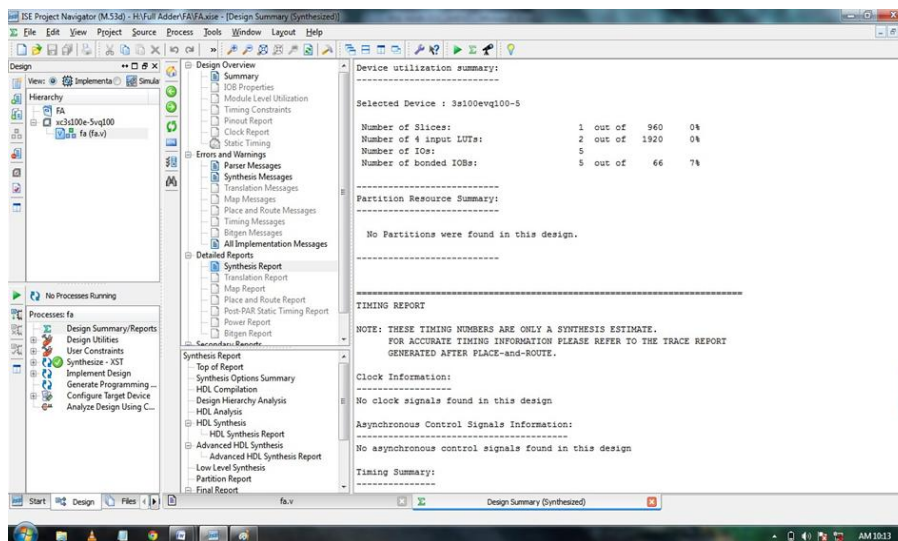 ISE Project Navigator (M.53d) - H:\Full Adder\FA\FA.xise - [Design Summary (Synthesized)]
File Edit View Project Source Process Tools Window Layout Help
Design
View: Implementa Simula
Hierarchy
FA
xc3s100e-5vq100
fa (fa.v)
No Processes Running
Processes: fa
Design Summary/Reports
Design Utilities
User Constraints
Synthesize - XST
Implement Design
Generate Programming ...
Configure Target Device
Analyze Design Using C...
Start Design Files
Design Overview
Summary
IOB Properties
Module Level Utilization
Timing Constraints
Pinout Report
Clock Report
Static Timing
Errors and Warnings
Parser Messages
Synthesis Messages
Translation Messages
Map Messages
Place and Route Messages
Timing Messages
Bitgen Messages
All Implementation Messages
Detailed Reports
Synthesis Report
Translation Report
Map Report
Place and Route Report
Post-PAR Static Timing Report
Power Report
Bitgen Report
Secondary Reports
Synthesis Report
Top of Report
Synthesis Options Summary
HDL Compilation
Design Hierarchy Analysis
HDL Analysis
HDL Synthesis
HDL Synthesis Report
Advanced HDL Synthesis
Advanced HDL Synthesis Report
Low Level Synthesis
Partition Report
Final Report
Device utilization summary:
---------------------------
Selected Device : 3s100evq100-5
Number of Slices: 1 out of 960 0%
Number of 4 input LUTs: 2 out of 1920 0%
Number of IOs: 5
Number of bonded IOBs: 5 out of 66 7%
---------------------------
Partition Resource Summary:
---------------------------
No Partitions were found in this design.
---------------------------
=========================================================================
TIMING REPORT
NOTE: THESE TIMING NUMBERS ARE ONLY A SYNTHESIS ESTIMATE.
FOR ACCURATE TIMING INFORMATION PLEASE REFER TO THE TRACE REPORT
GENERATED AFTER PLACE-and-ROUTE.
Clock Information:
------------------
No clock signals found in this design
Asynchronous Control Signals Information:
----------------------------------------
No asynchronous control signals found in this design
Timing Summary:
---------------
fa.v
Design Summary (Synthesized)
AM 10:13